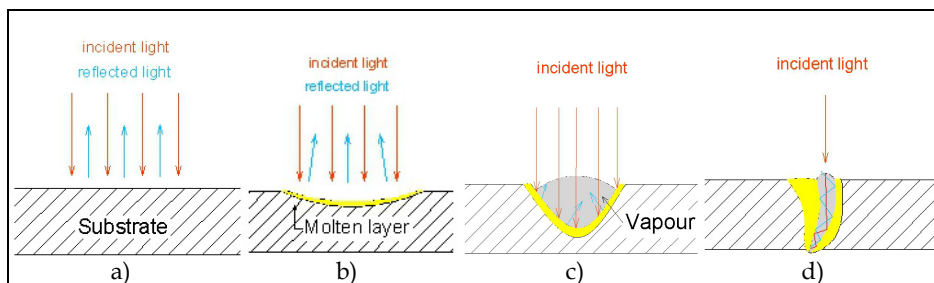 incident light
reflected light
Substrate
a)
incident light
reflected light
Molten layer
b)
incident light
Vapour
c)
incident light
d)